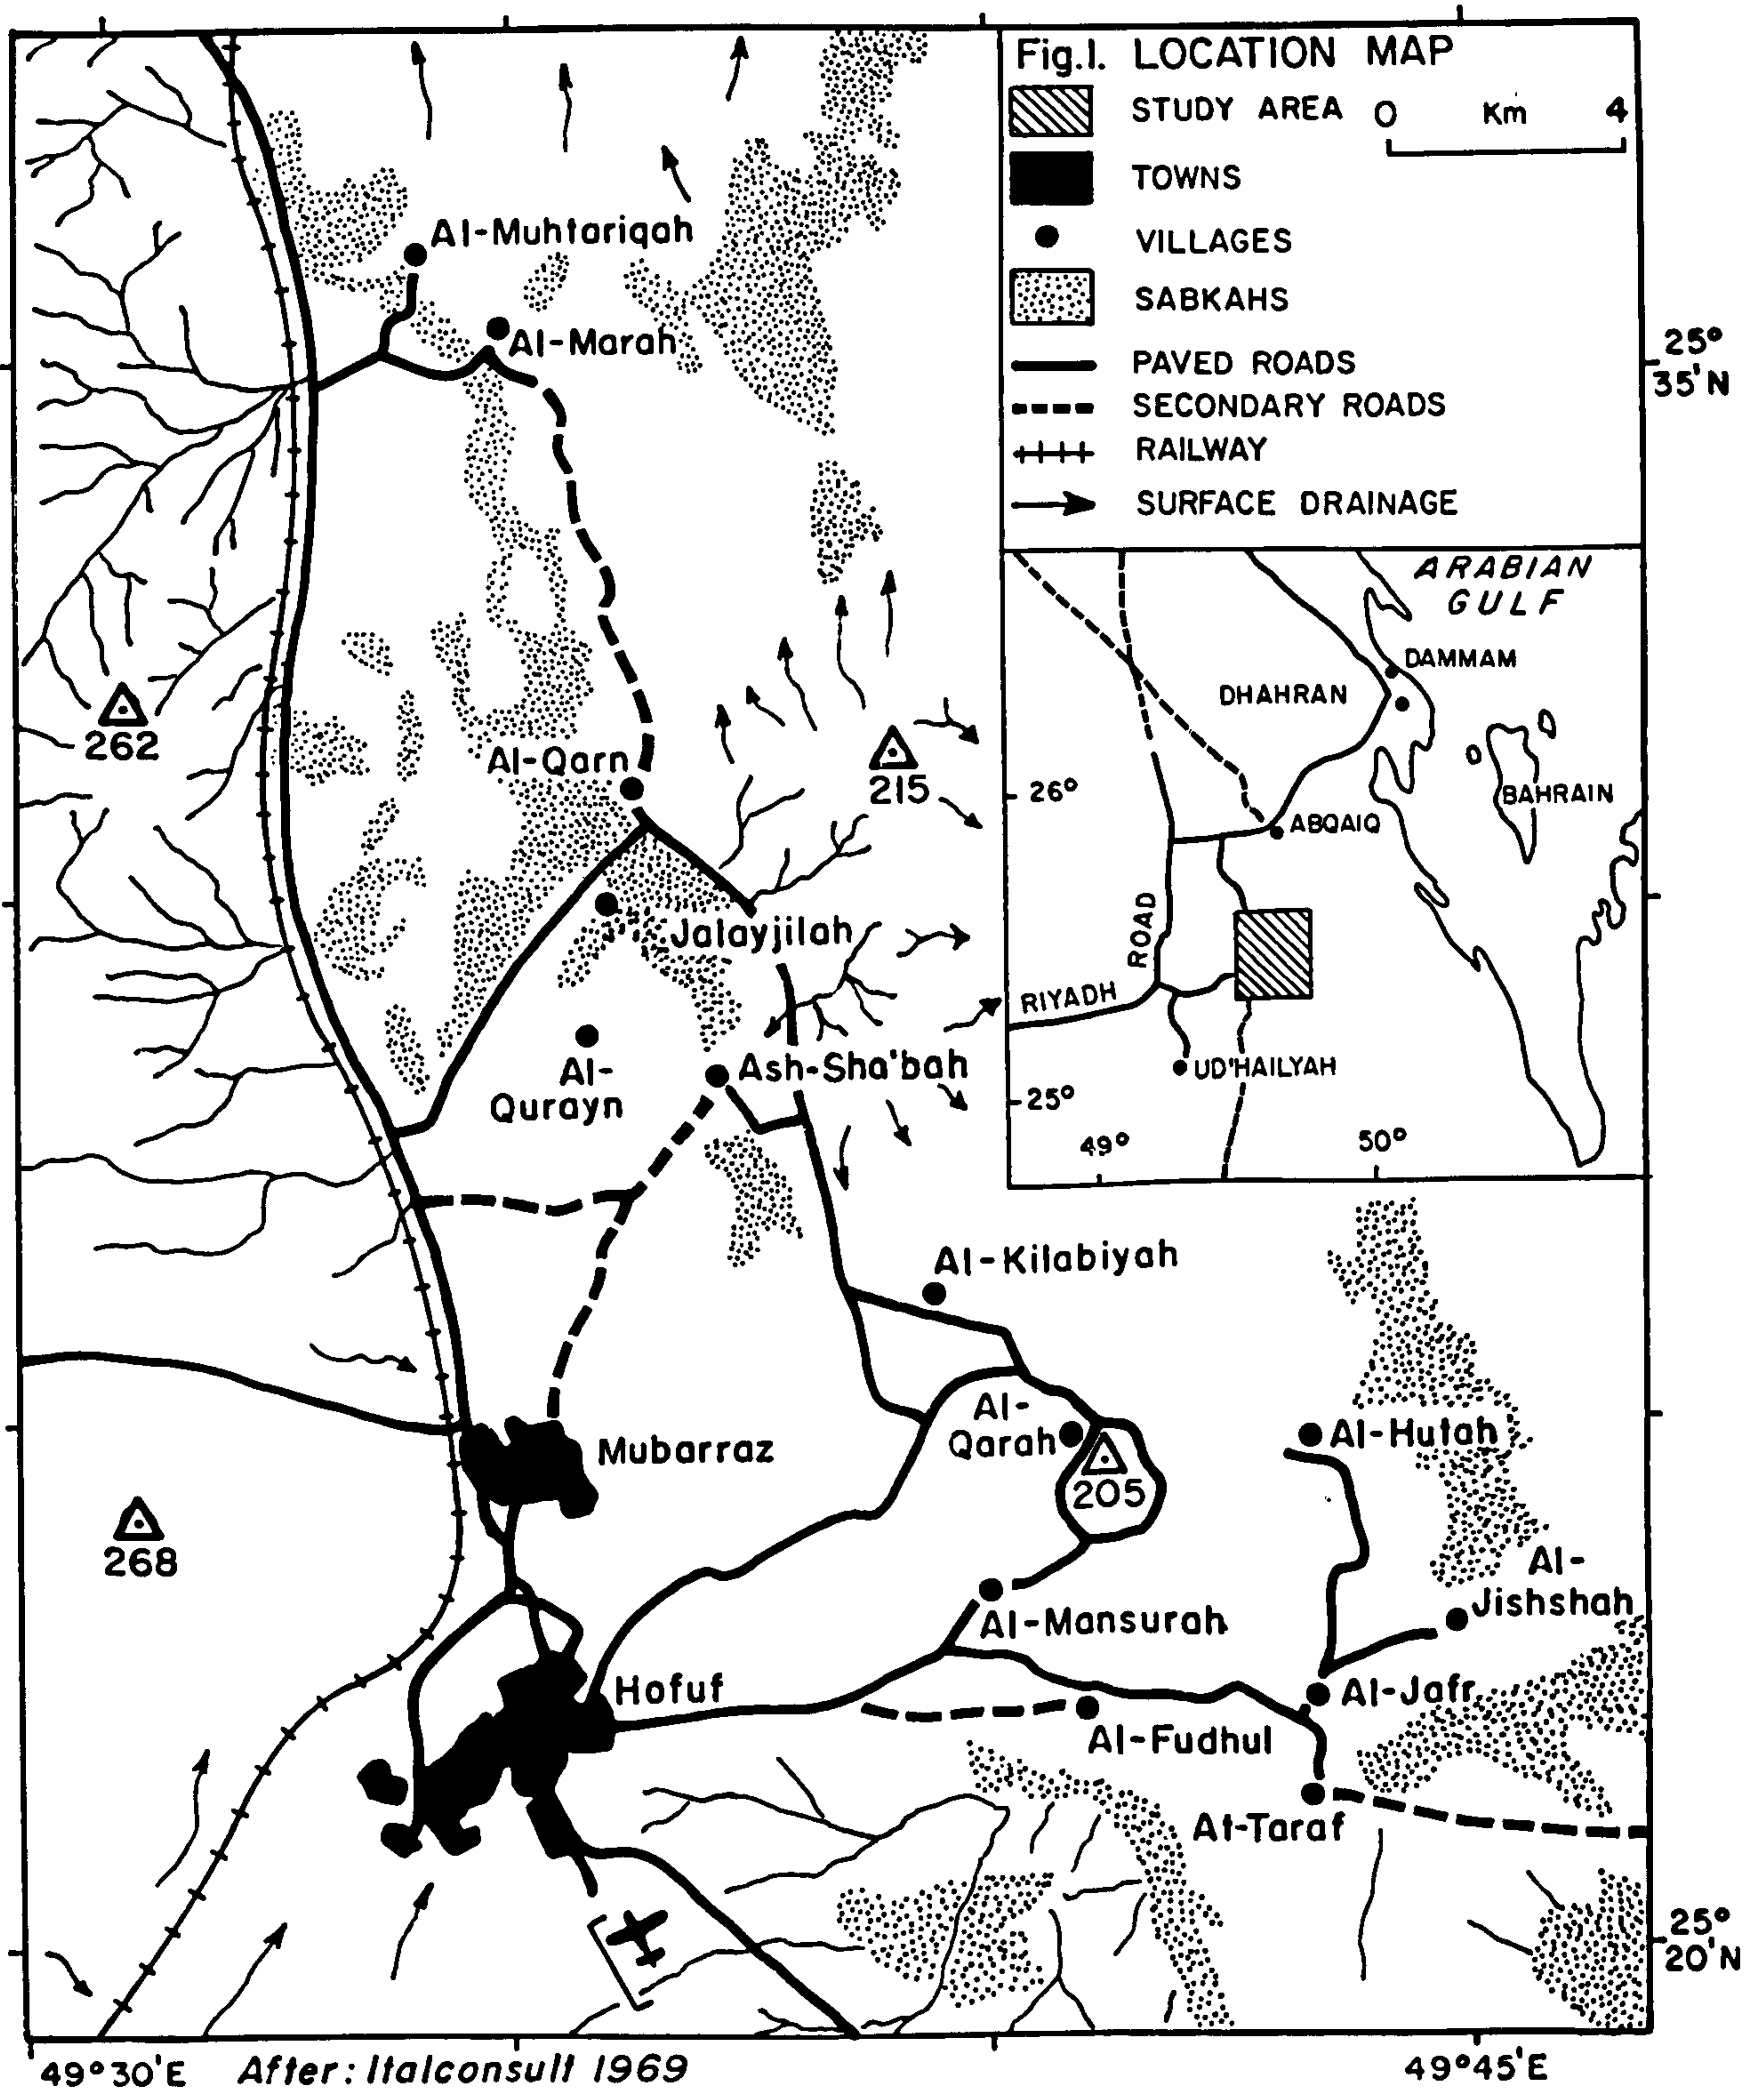 Fig.1. LOCATION MAP
STUDY AREA
0 Km 4
TOWNS
VILLAGES
SABKAHS
PAVED ROADS
SECONDARY ROADS
RAILWAY
SURFACE DRAINAGE
25°
35'N
Al-Muhtariqah
Al-Marah
262
Al-Qarn
215
Jalayjilah
Al-
Qurayn
Ash-Sha'bah
ARABIAN
GULF
DAMMAM
DHAHRAN
BAHRAIN
26°
ABQAIQ
ROAD
RIYADH
UD'HAILYAH
25°
49°
50°
Al-Kilabiyah
Al-
Qarah
205
Al-Hutah
Mubarraz
268
Al-
Jishshah
Al-Mansurah
Hofuf
Al-Jafr
Al-Fudhul
At-Taraf
25°
20'N
49°30'E
After: Italconsult 1969
49°45'E